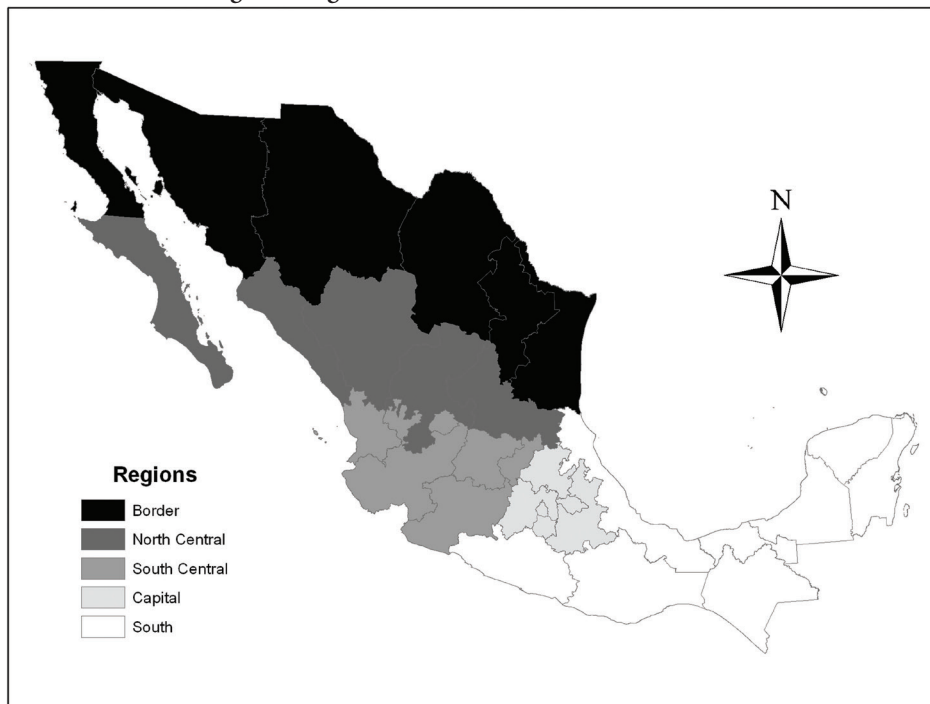 N
Regions
Border
North Central
South Central
Capital
South